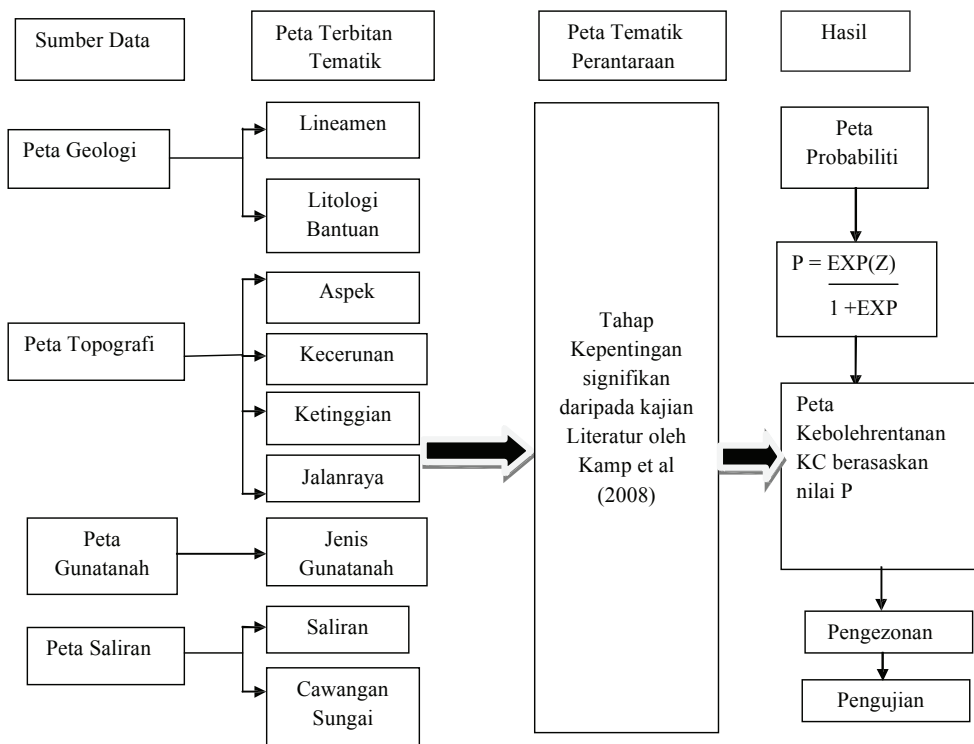 Sumber Data
Peta Terbitan
Tematik
Peta Tematik
Perantaraan
Hasil
Peta Geologi
Lineamen
Litologi
Bantuan
Peta Topografi
Aspek
Kecerunan
Ketinggian
Jalanraya
Peta
Gunatanah
Jenis
Gunatanah
Peta Saliran
Saliran
Cawangan
Sungai
Tahap
Kepentingan
signifikan
daripada kajian
Literatur oleh
Kamp et al
(2008)
Peta
Probabiliti
P = EXP(Z)
1 +EXP
Peta
Kebolehrentanan
KC berasaskan
nilai P
Pengezonan
Pengujian